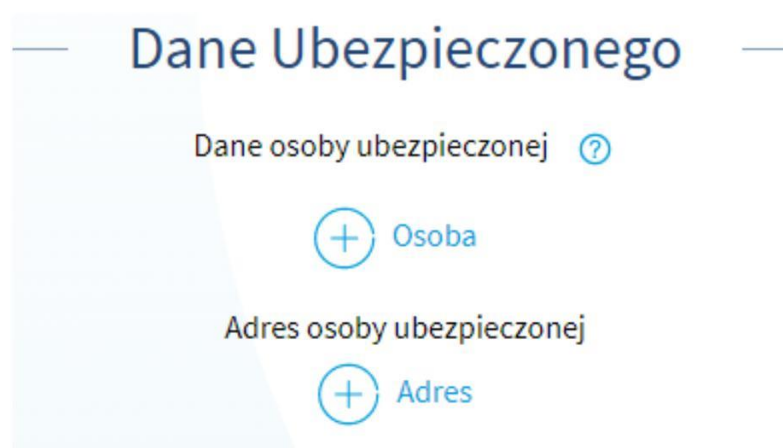 Dane Ubezpieczonego
Dane osoby ubezpieczonej ?
+ Osoba
Adres osoby ubezpieczonej
+ Adres